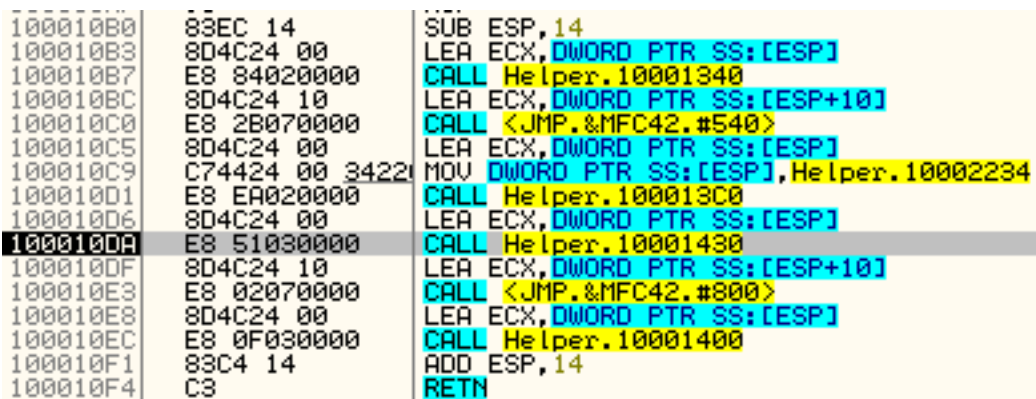 100010B0 83EC 14 SUB ESP,14
100010B3 8D4C24 00 LEA ECX,DWORD PTR SS:[ESP]
100010B7 E8 84020000 CALL Helper.10001340
100010BC 8D4C24 10 LEA ECX,DWORD PTR SS:[ESP+10]
100010C0 E8 2B070000 CALL <JMP.&MFC42.#540>
100010C5 8D4C24 00 LEA ECX,DWORD PTR SS:[ESP]
100010C9 C74424 00 3422 MOV DWORD PTR SS:[ESP],Helper.10002234
100010D1 E8 EA020000 CALL Helper.100013C0
100010D6 8D4C24 00 LEA ECX,DWORD PTR SS:[ESP]
100010DA E8 51030000 CALL Helper.10001430
100010DF 8D4C24 10 LEA ECX,DWORD PTR SS:[ESP+10]
100010E3 E8 02070000 CALL <JMP.&MFC42.#800>
100010E8 8D4C24 00 LEA ECX,DWORD PTR SS:[ESP]
100010EC E8 0F030000 CALL Helper.10001400
100010F1 83C4 14 ADD ESP,14
100010F4 C3 RETN